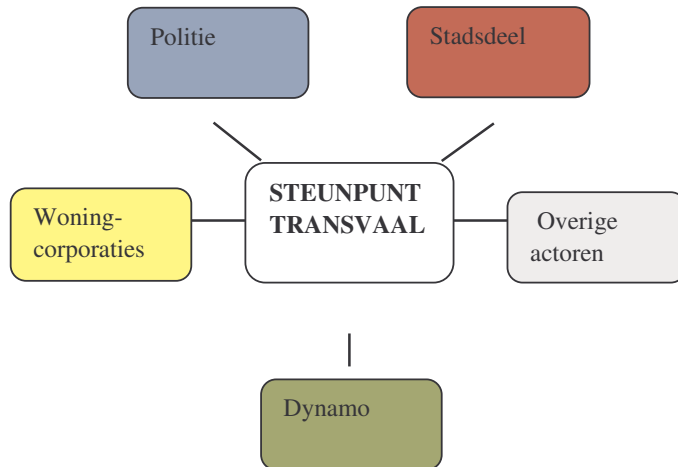 Politie
Stadsdeel
STEUNPUNT
TRANSVAAL
Woning-
corporaties
Overige
actoren
Dynamo